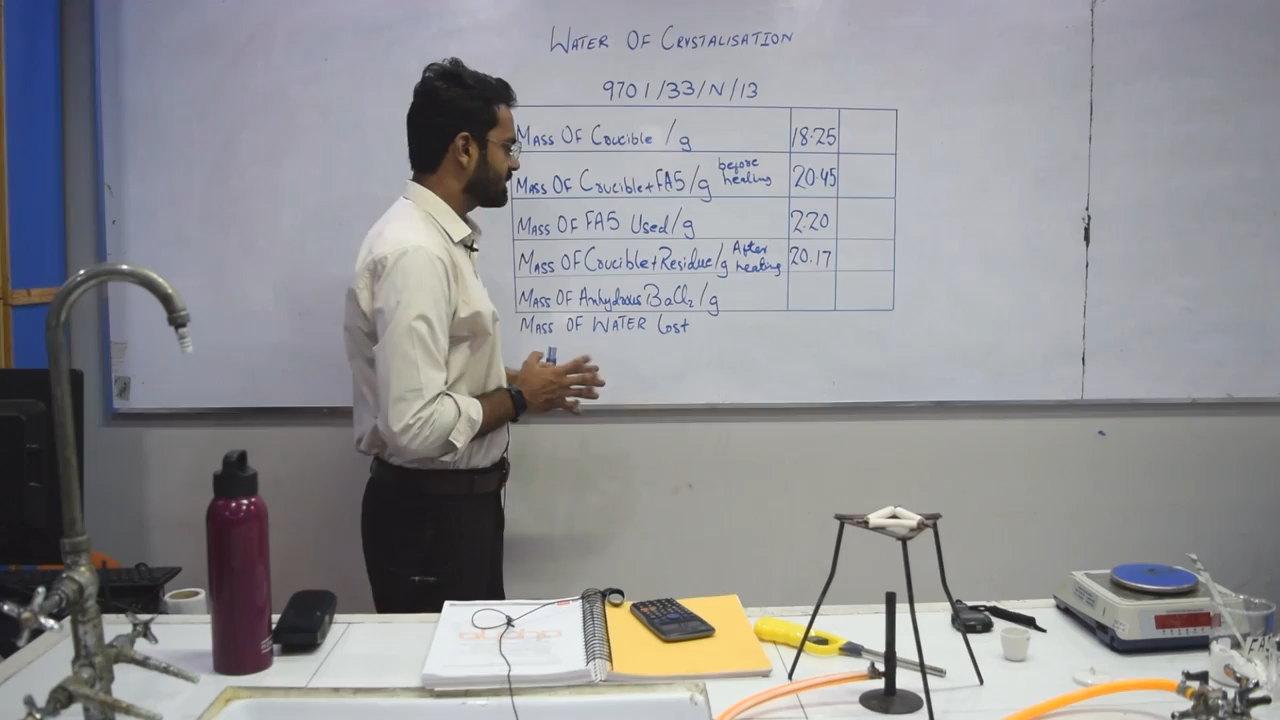 WATER OF CRYSTALISATION
9701/33/N/13
MASS OF Crucible /g 18.25
MASS OF Crucible+FA5/g before heating 20.45
MASS OF FA5 Used/g 2.20
MASS OF Crucible+Residue/g After heating 20.17
MASS OF Anhydrous BaCl2/g
MASS OF WATER Lost